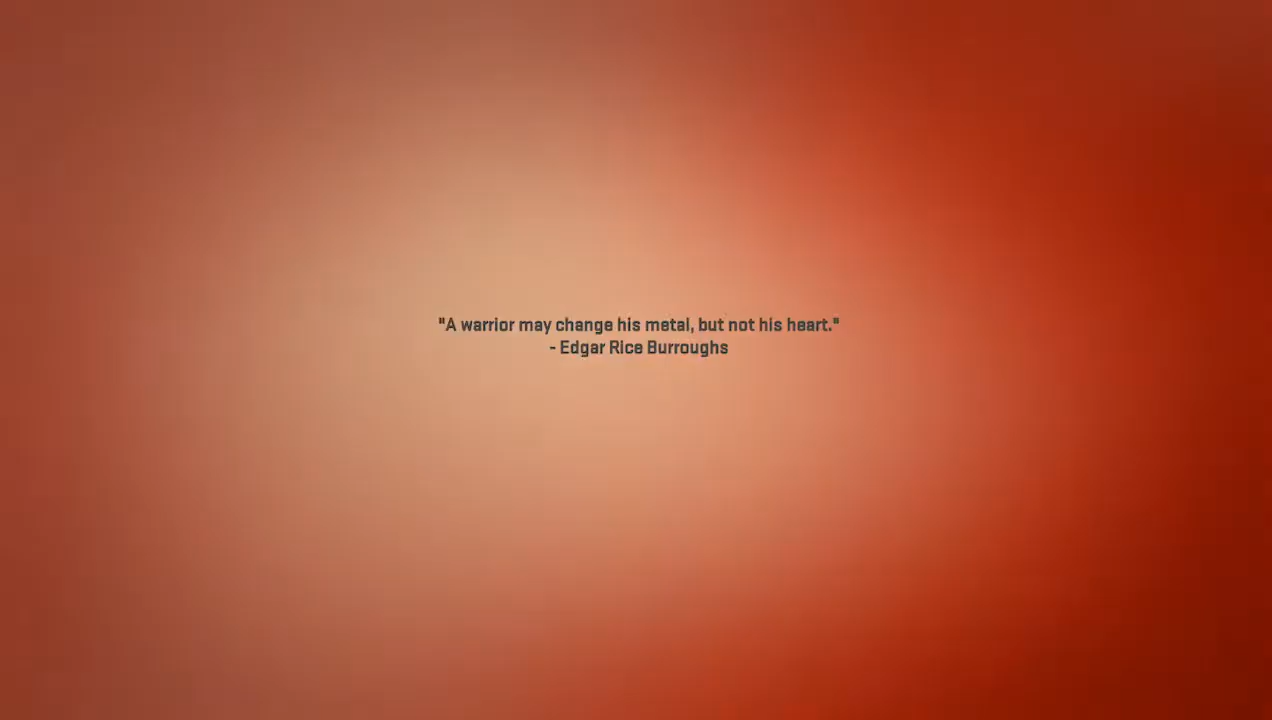 "A warrior may change his metal, but not his heart."
- Edgar Rice Burroughs